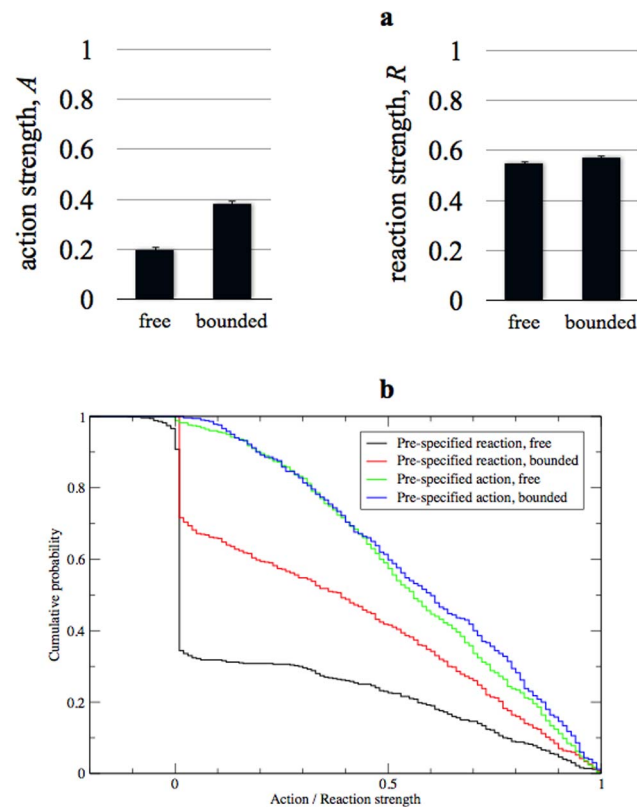 a
action strength, A
1
0.8
0.6
0.4
0.2
0
free bounded
reaction strength, R
1
0.8
0.6
0.4
0.2
0
free bounded
b
Cumulative probability
1
0.8
0.6
0.4
0.2
0
Pre-specified reaction, free
Pre-specified reaction, bounded
Pre-specified action, free
Pre-specified action, bounded
0 0.5 1
Action / Reaction strength